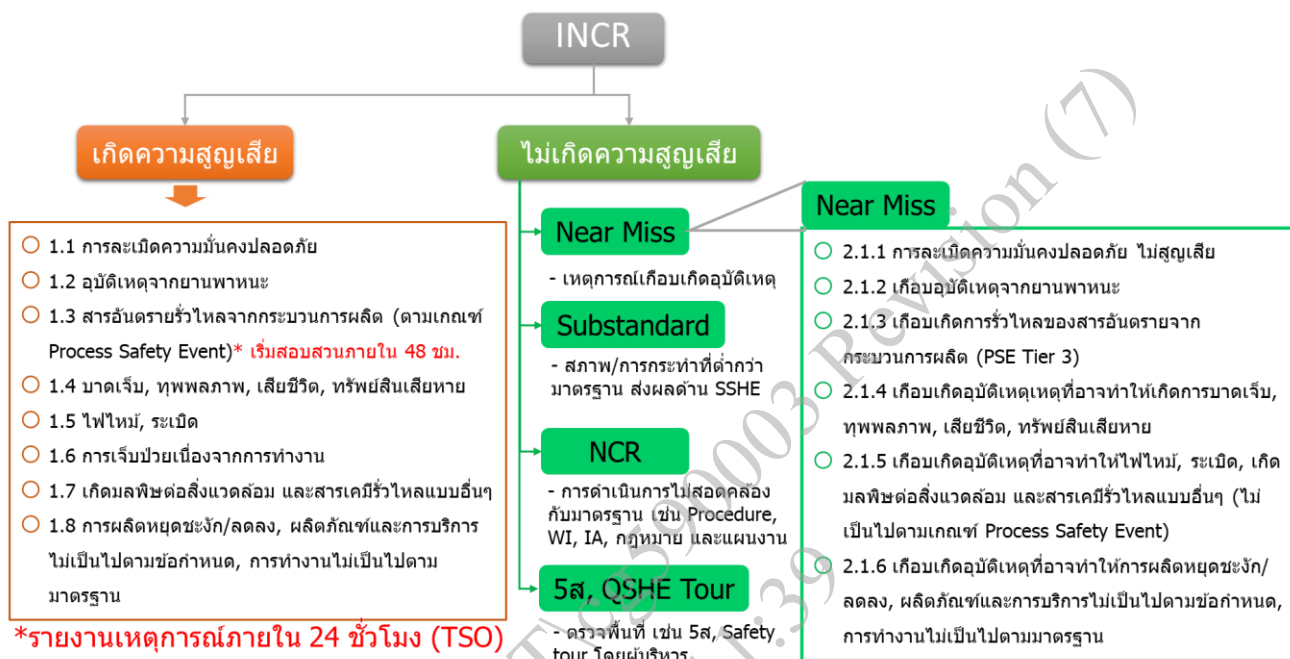 INCR
เกิดความสูญเสีย
ไม่เกิดความสูญเสีย
1.1 การละเมิดความมั่นคงปลอดภัย
1.2 อุบัติเหตุจากยานพาหนะ
1.3 สารอันตรายรั่วไหลจากกระบวนการผลิต (ตามเกณฑ์
Process Safety Event)* เริ่มสอบสวนภายใน 48 ชม.
1.4 บาดเจ็บ, ทุพพลภาพ, เสียชีวิต, ทรัพย์สินเสียหาย
1.5 ไฟไหม้, ระเบิด
1.6 การเจ็บป่วยเนื่องจากการทำงาน
1.7 เกิดมลพิษต่อสิ่งแวดล้อม และสารเคมีรั่วไหลแบบอื่นๆ
1.8 การผลิตหยุดชะงัก/ลดลง, ผลิตภัณฑ์และการบริการ
ไม่เป็นไปตามข้อกำหนด, การทำงานไม่เป็นไปตาม
มาตรฐาน
*รายงานเหตุการณ์ภายใน 24 ชั่วโมง (TSO)
Near Miss
- เหตุการณ์เกือบเกิดอุบัติเหตุ
Substandard
- สภาพ/การกระทำที่ต่ำกว่า
มาตรฐาน ส่งผลด้าน SSHE
NCR
- การดำเนินการไม่สอดคล้อง
กับมาตรฐาน เช่น Procedure,
WI, IA, กฎหมาย และแผนงาน
5ส, QSHE Tour
- ตรวจพื้นที่ เช่น 5ส, Safety
tour โดยผู้บริหาร
Near Miss
2.1.1 การละเมิดความมั่นคงปลอดภัย ไม่สูญเสีย
2.1.2 เกือบอุบัติเหตุจากยานพาหนะ
2.1.3 เกือบเกิดการรั่วไหลของสารอันตรายจาก
กระบวนการผลิต (PSE Tier 3)
2.1.4 เกือบเกิดอุบัติเหตุเหตุที่อาจทำให้เกิดการบาดเจ็บ,
ทุพพลภาพ, เสียชีวิต, ทรัพย์สินเสียหาย
2.1.5 เกือบเกิดอุบัติเหตุที่อาจทำให้ไฟไหม้, ระเบิด, เกิด
มลพิษต่อสิ่งแวดล้อม และสารเคมีรั่วไหลแบบอื่นๆ (ไม่
เป็นไปตามเกณฑ์ Process Safety Event)
2.1.6 เกือบเกิดอุบัติเหตุที่อาจทำให้การผลิตหยุดชะงัก/
ลดลง, ผลิตภัณฑ์และการบริการไม่เป็นไปตามข้อกำหนด,
การทำงานไม่เป็นไปตามมาตรฐาน
T\Cg590003 Revision (7)
1:39